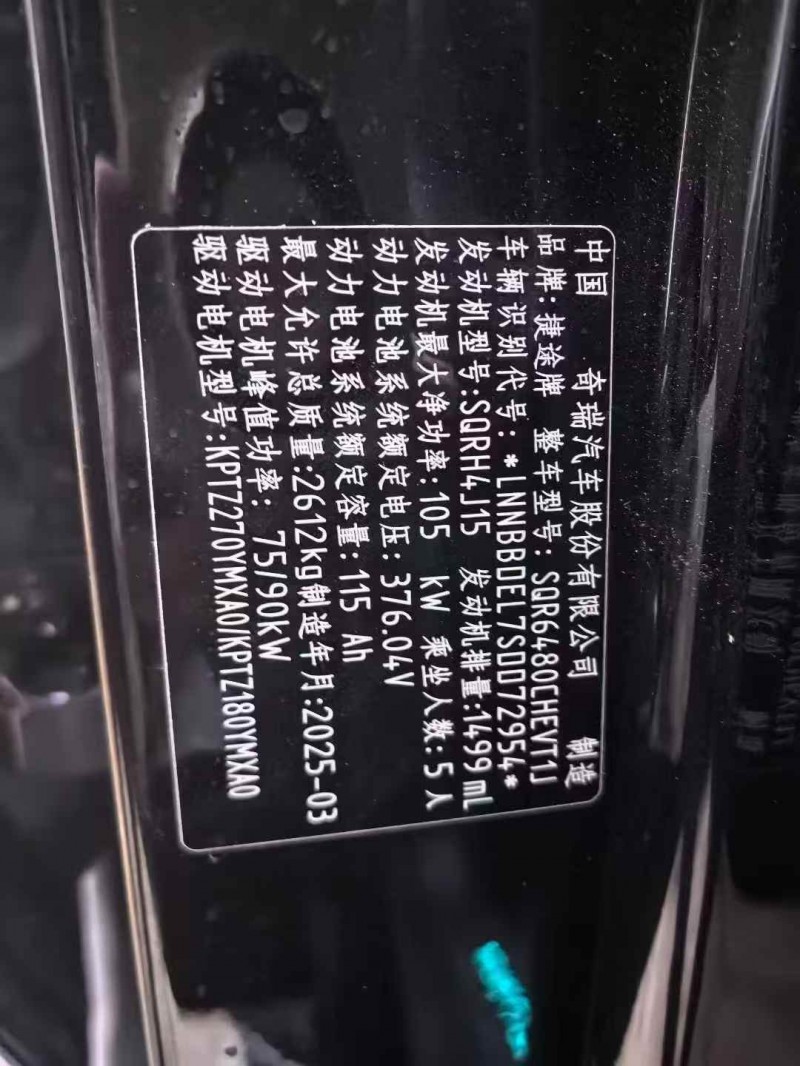 中国 奇瑞汽车股份有限公司 制造
品牌:捷途牌 整车型号:SQR6480CHEVT1J
车辆识别代号:*LNNBBDEL7SDD72954*
发动机型号:SQRH4J15 发动机排量:1499mL
发动机最大净功率:105 kW 乘坐人数:5人
动力电池系统额定电压:376.04V
动力电池系统额定容量:115 Ah
最大允许总质量:2612kg制造年月:2025-03
驱动电机峰值功率: 75/90kW
驱动电机型号:KPTZ270YMXA0/KPTZ180YMXA0